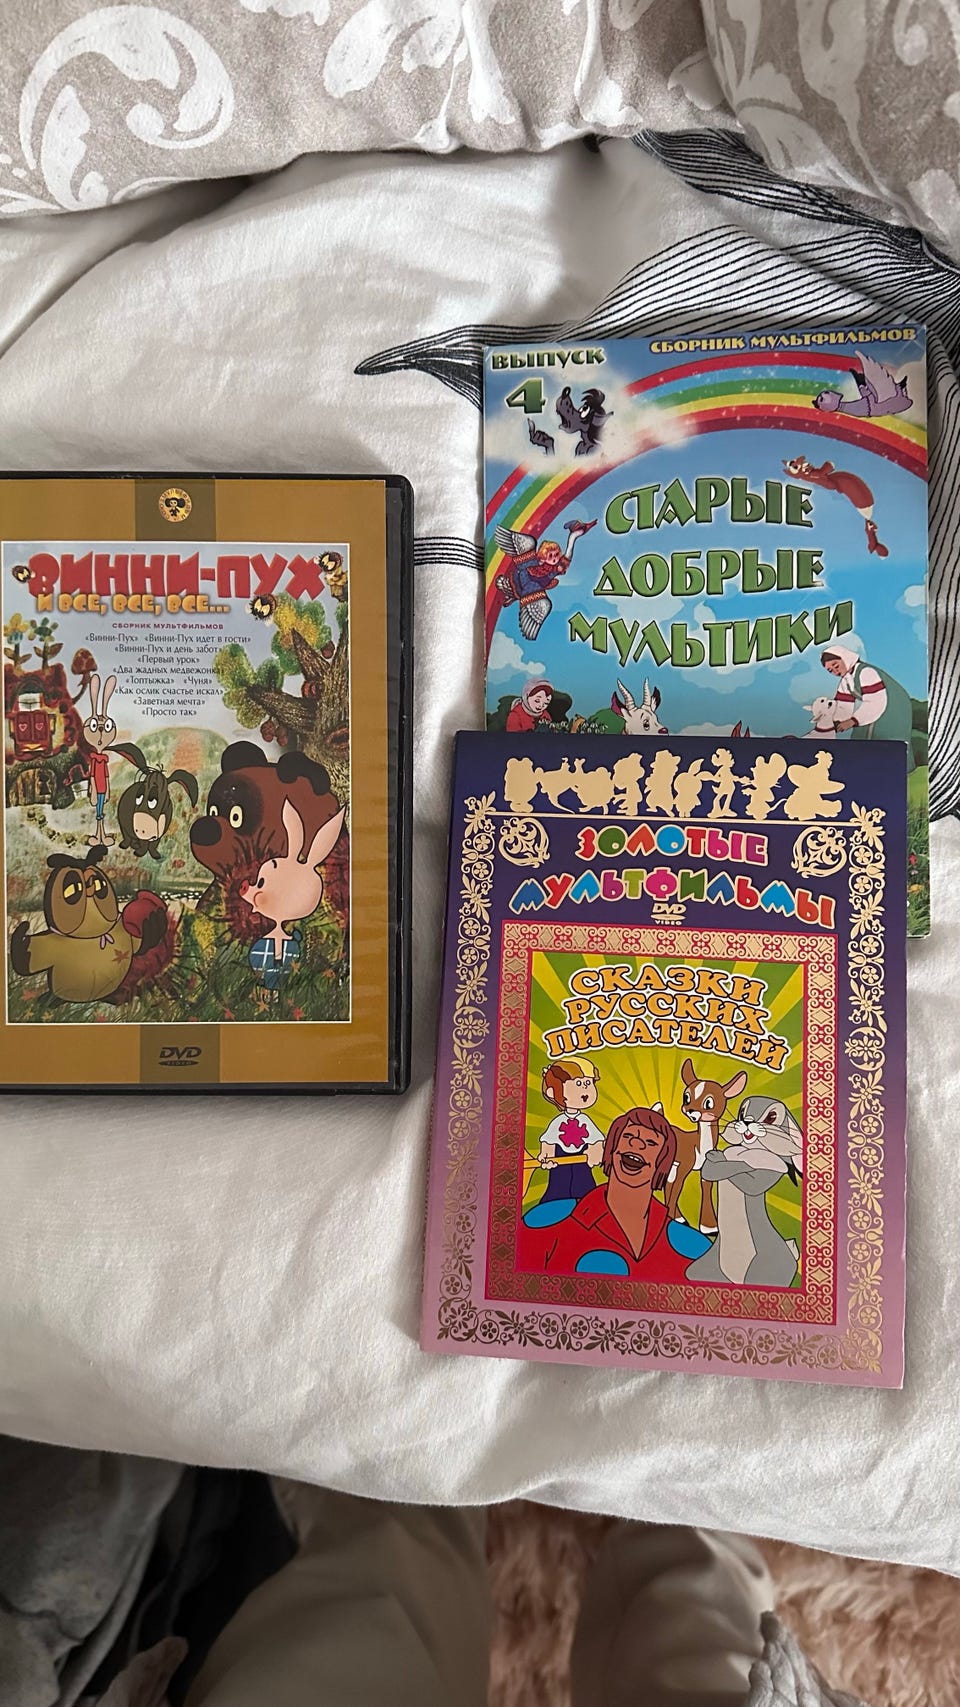 ВИННИ-ПУХ
И ВСЕ, ВСЕ, ВСЕ...
СБОРНИК МУЛЬТФИЛЬМОВ
«Винни-Пух» «Винни-Пух идет в гости»
«Винни-Пух и день забот»
«Первый урок»
«Два жадных медвежонка»
«Топтыжка» «Чуня»
«Как ослик счастье искал»
«Заветная мечта»
«Просто так»
DVD
VIDEO
СБОРНИК МУЛЬТФИЛЬМОВ
ВЫПУСК
4
СТАРЫЕ
ДОБРЫЕ
МУЛЬТИКИ
ЗОЛОТЫЕ
МУЛЬТФИЛЬМЫ
DVD
VIDEO
СКАЗКИ
РУССКИХ
ПИСАТЕЛЕЙ